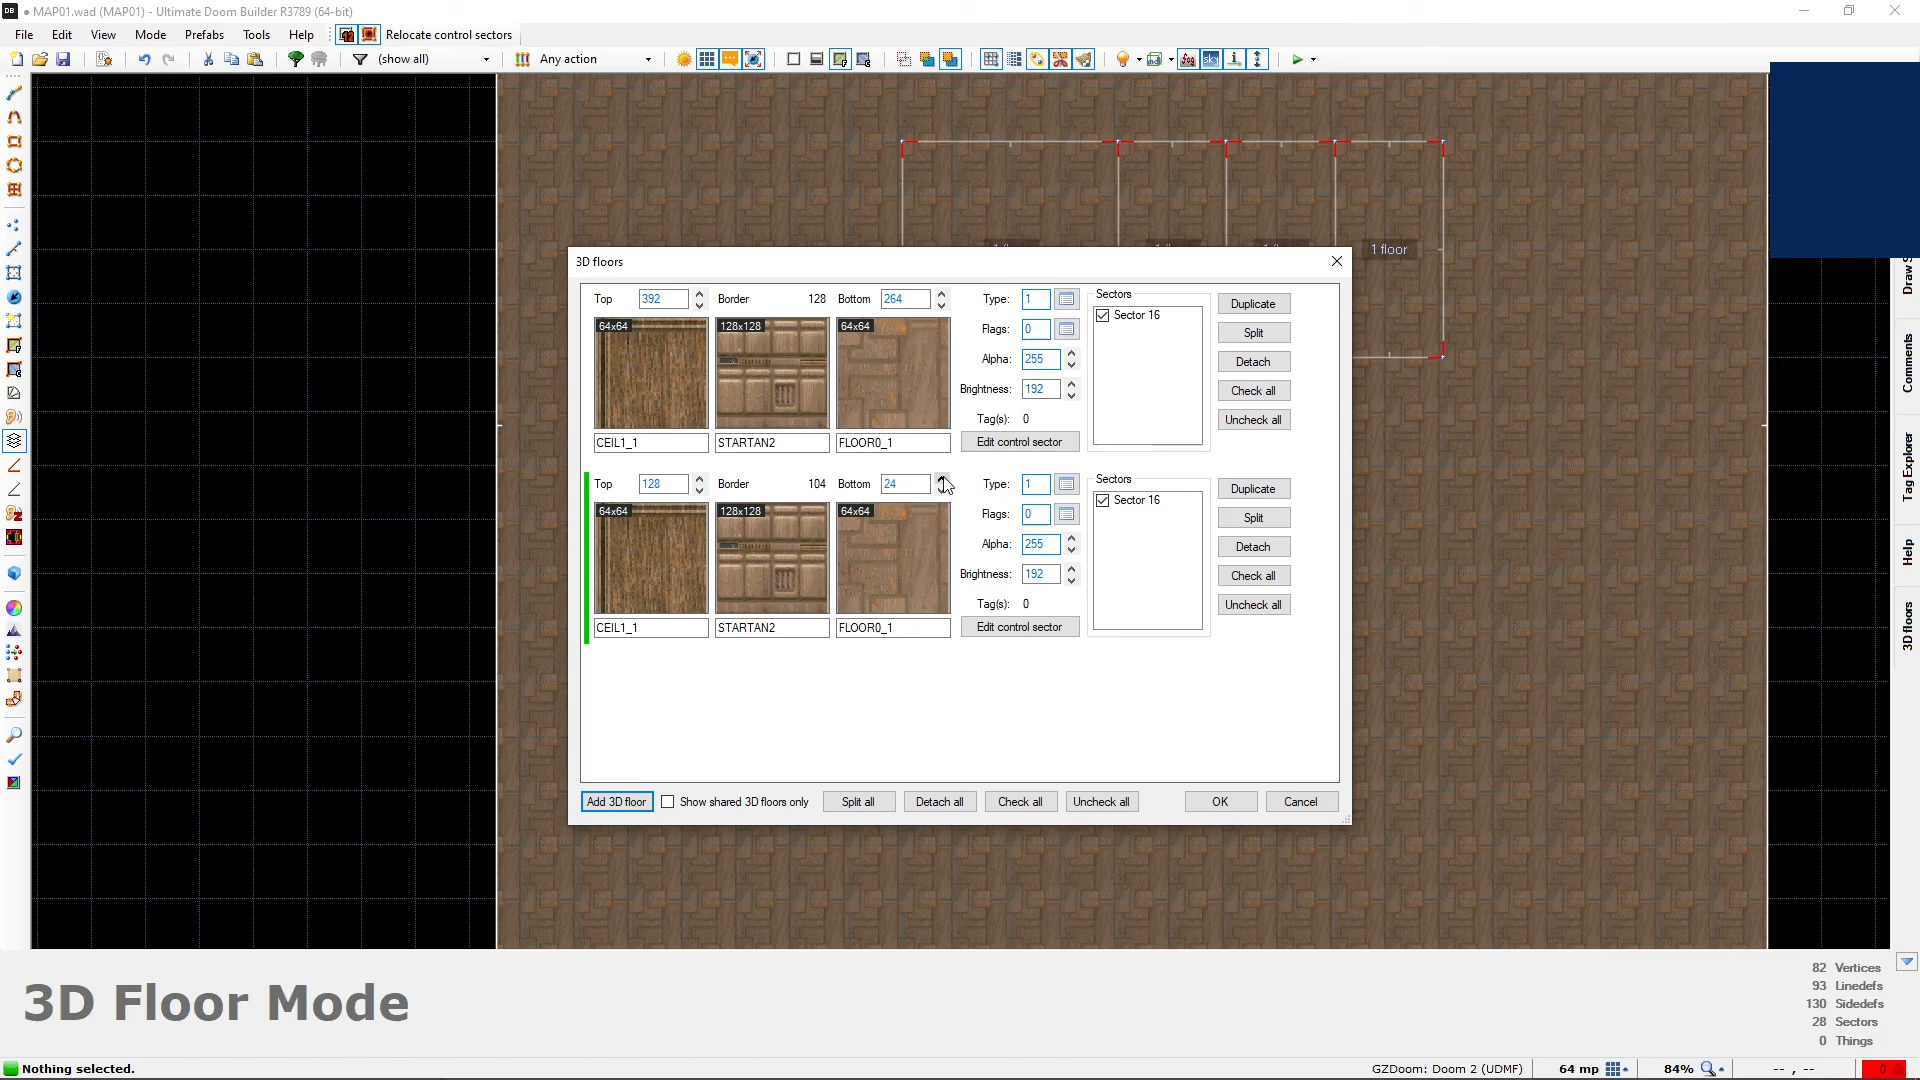 DB • MAP01.wad (MAP01) - Ultimate Doom Builder R3789 (64-bit)
File Edit View Mode Prefabs Tools Help Relocate control sectors
(show all) Any action
1 floor
3D floors
Top 392 Border 128 Bottom 264 Type: 1 Sectors Duplicate
64x64 128x128 64x64 Flags: 0 Sector 16 Split
Alpha: 255 Detach
Brightness: 192 Check all
Tag(s): 0 Uncheck all
CEIL1_1 STARTAN2 FLOOR0_1 Edit control sector
Top 128 Border 104 Bottom 24 Type: 1 Sectors Duplicate
64x64 128x128 64x64 Flags: 0 Sector 16 Split
Alpha: 255 Detach
Brightness: 192 Check all
Tag(s): 0 Uncheck all
CEIL1_1 STARTAN2 FLOOR0_1 Edit control sector
Add 3D floor Show shared 3D floors only Split all Detach all Check all Uncheck all OK Cancel
Comments
Tag Explorer
Help
3D floors
3D Floor Mode
82 Vertices
93 Linedefs
130 Sidedefs
28 Sectors
0 Things
Nothing selected. GZDoom: Doom 2 (UDMF) 64 mp 84% -- , -- 0